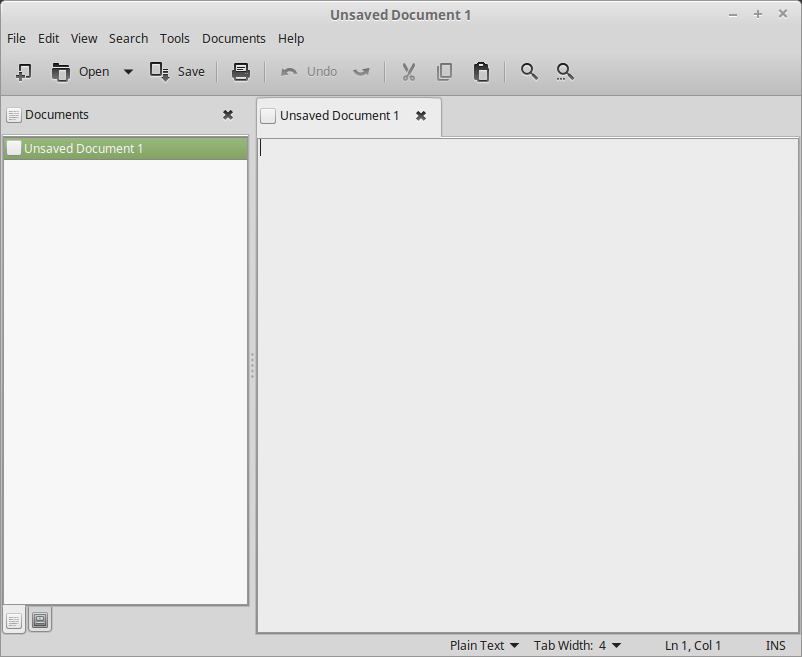 Unsaved Document 1
File Edit View Search Tools Documents Help
Open Save Undo
Documents
Unsaved Document 1
Unsaved Document 1
Plain Text Tab Width: 4 Ln 1, Col 1 INS